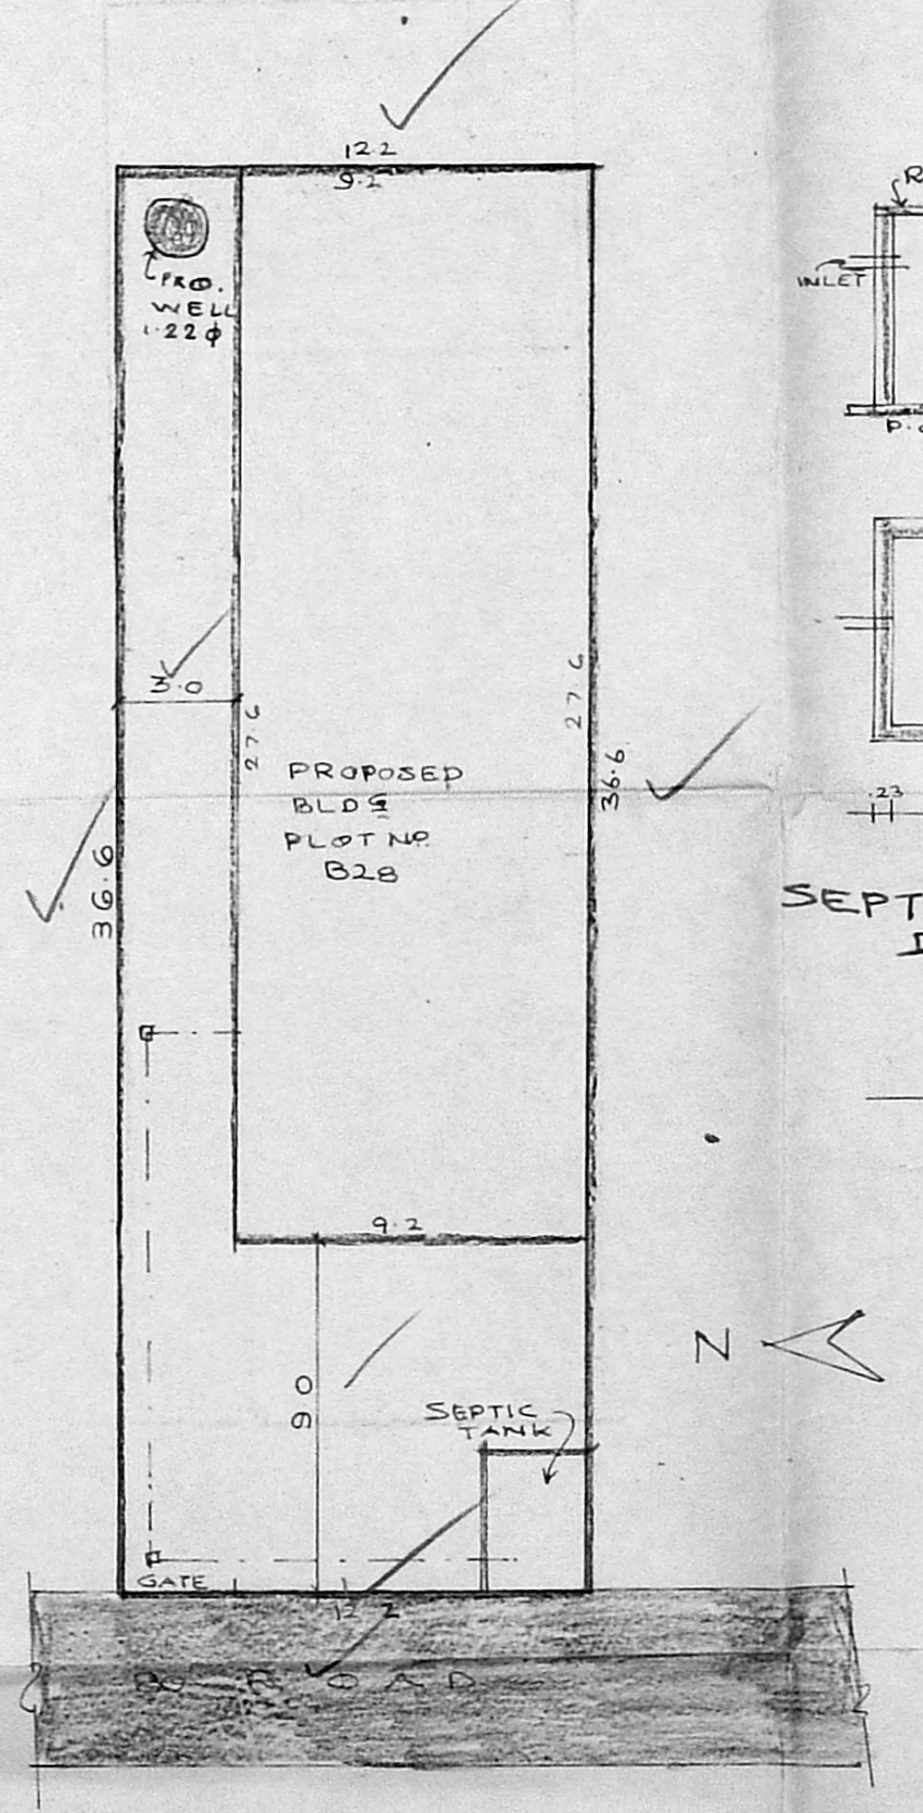 12.2
9.2
PRO.
WELL
1.22φ
INLET
3.0
27.6
27.6
36.6
36.6
PROPOSED
BLDG
PLOT NO.
B28
.23
SEPT
9.2
9.0
N
SEPTIC
TANK
GATE
12.2
ROAD